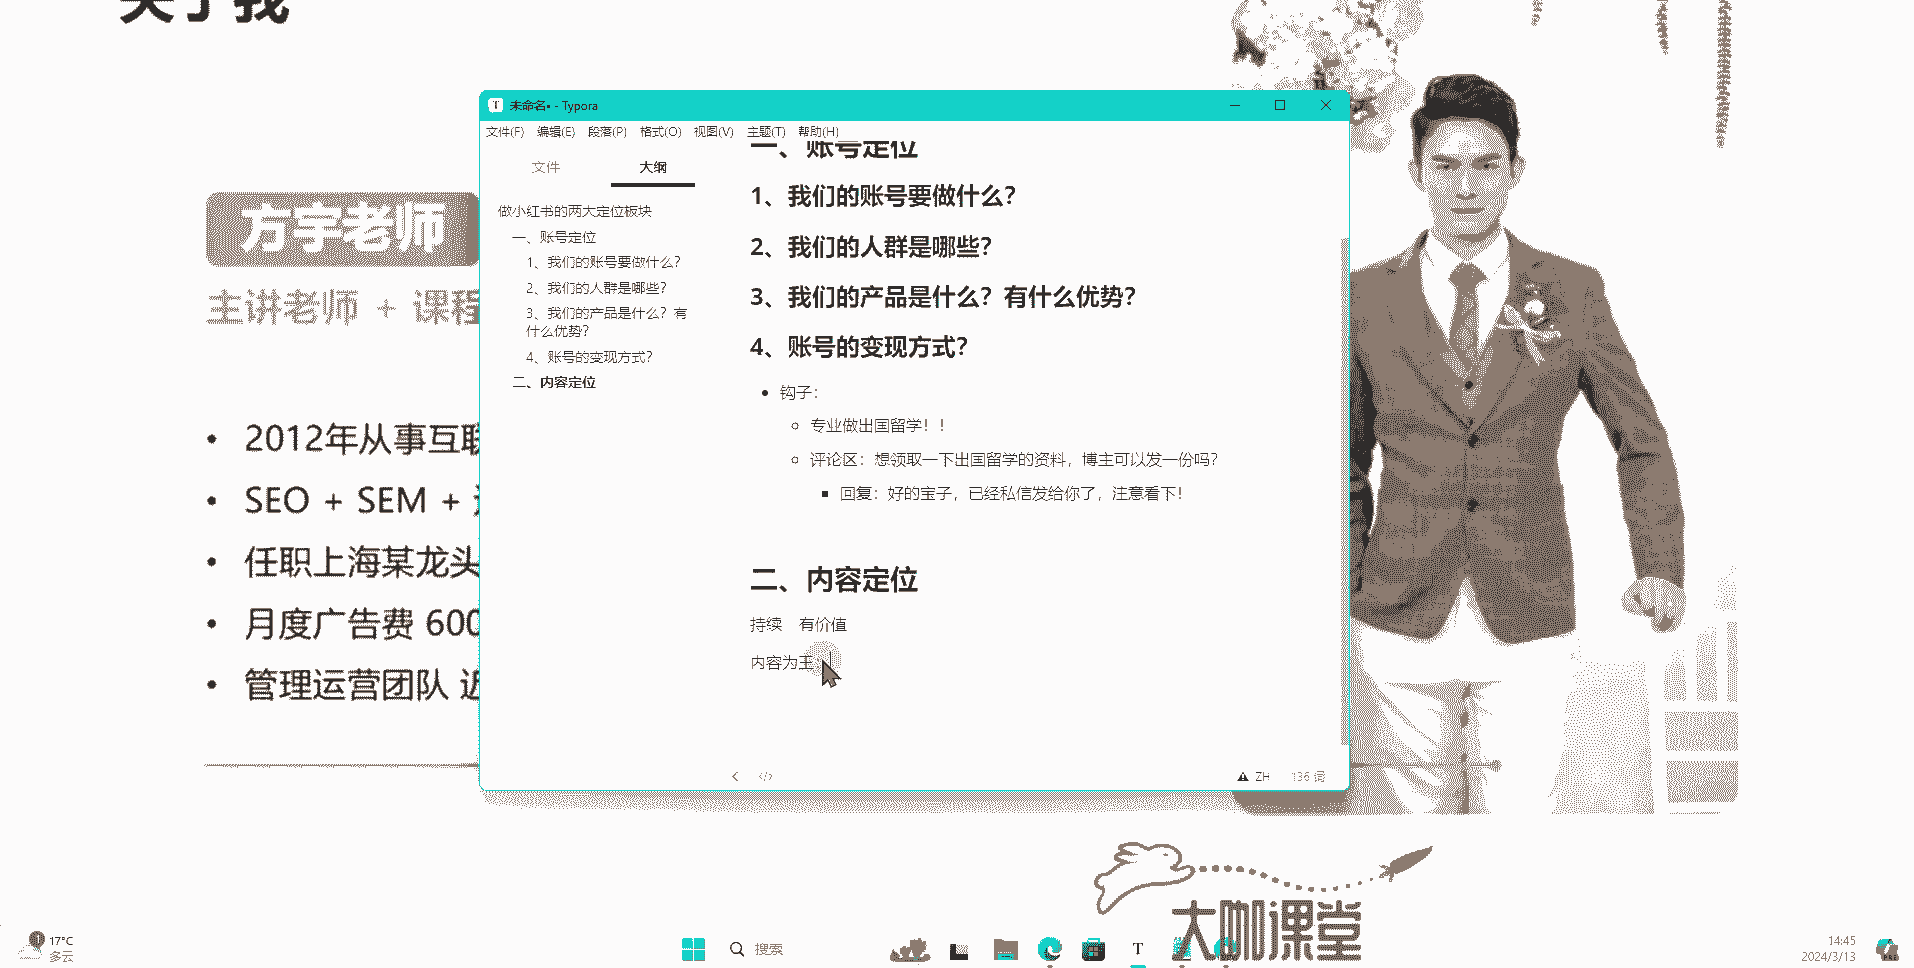 关于我
方宇老师
主讲老师 + 课程
2012年从事互联
SEO + SEM +
任职上海某龙头
月度广告费 600
管理运营团队 近
未命名• - Typora
文件(F) 编辑(E) 段落(P) 格式(O) 视图(V) 主题(T) 帮助(H)
文件 大纲
做小红书的两大定位板块
一、账号定位
1、我们的账号要做什么？
2、我们的人群是哪些？
3、我们的产品是什么？有
什么优势？
4、账号的变现方式？
二、内容定位
一、账号定位
1、我们的账号要做什么？
2、我们的人群是哪些？
3、我们的产品是什么？有什么优势？
4、账号的变现方式？
钩子：
专业做出国留学！！
评论区：想领取一下出国留学的资料，博主可以发一份吗？
回复：好的宝子，已经私信发给你了，注意看下！
二、内容定位
持续 有价值
内容为王
ZH 136 词
大咖课堂
1
17°C
多云
搜索
14:45
2024/3/13